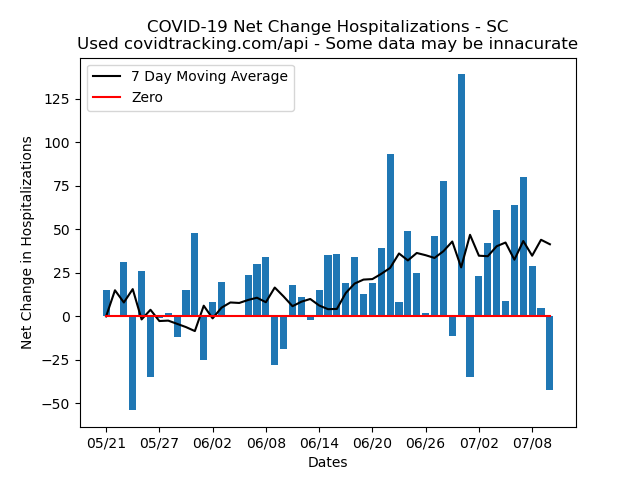 COVID-19 Net Change Hospitalizations - SC
Used covidtracking.com/api - Some data may be innacurate
7 Day Moving Average
Zero
Net Change in Hospitalizations
125
100
75
50
25
0
−25
−50
05/21 05/27 06/02 06/08 06/14 06/20 06/26 07/02 07/08
Dates